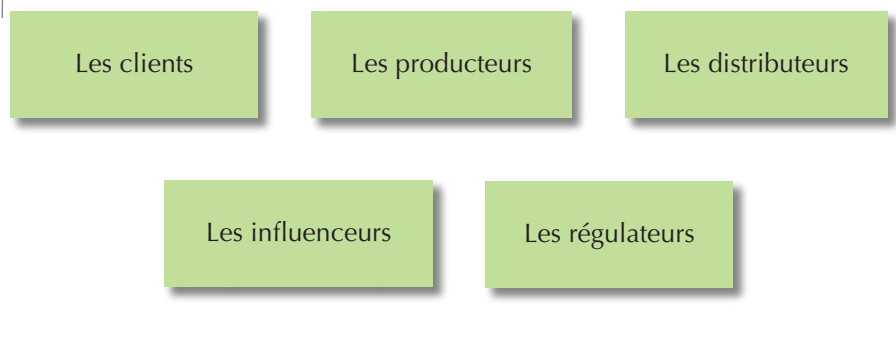 Les clients
Les producteurs
Les distributeurs
Les influenceurs
Les régulateurs